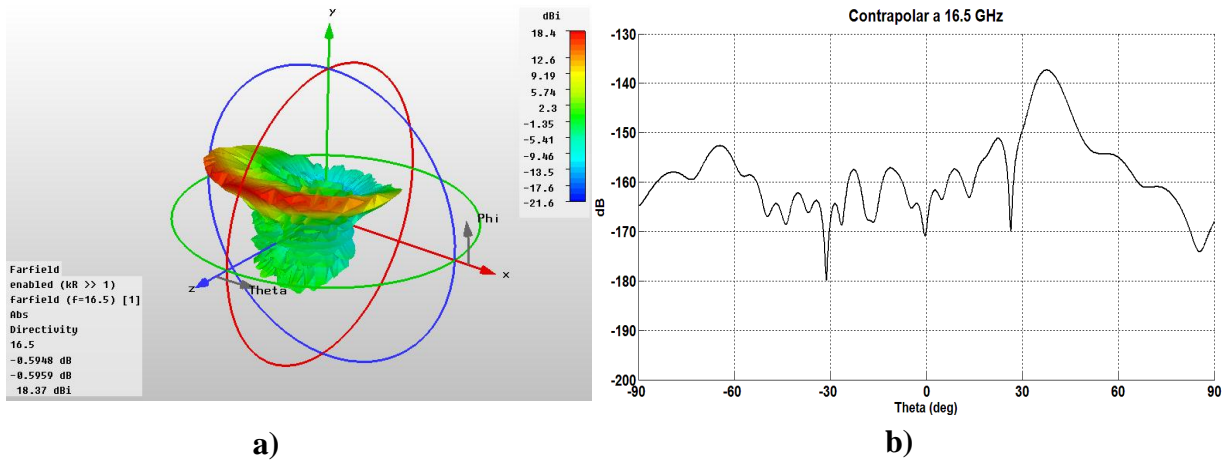 y
dBi
18.4
12.6
9.19
5.74
2.3
-1.35
-5.41
-9.46
-13.5
-17.6
-21.6
Phi
x
z
Theta
Farfield
enabled (kR >> 1)
Farfield (f=16.5) [1]
Abs
Directivity
16.5
-0.5948 dB
-0.5959 dB
18.37 dBi
a)
Contrapolar a 16.5 GHz
-130
-140
-150
-160
-170
-180
-190
-200
dB
-90
-60
-30
0
30
60
90
Theta (deg)
b)